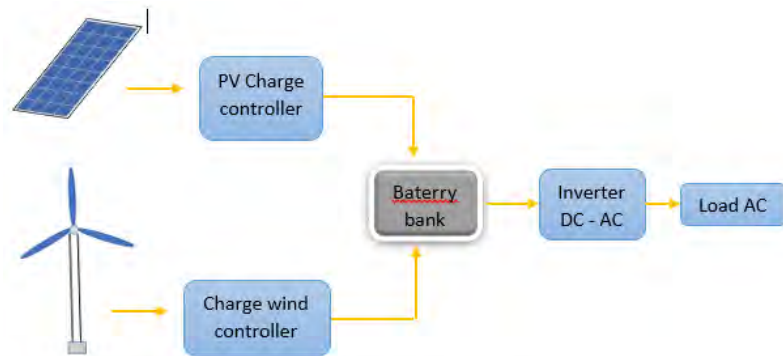 PV Charge
controller
Baterry
bank
Inverter
DC - AC
Load AC
Charge wind
controller